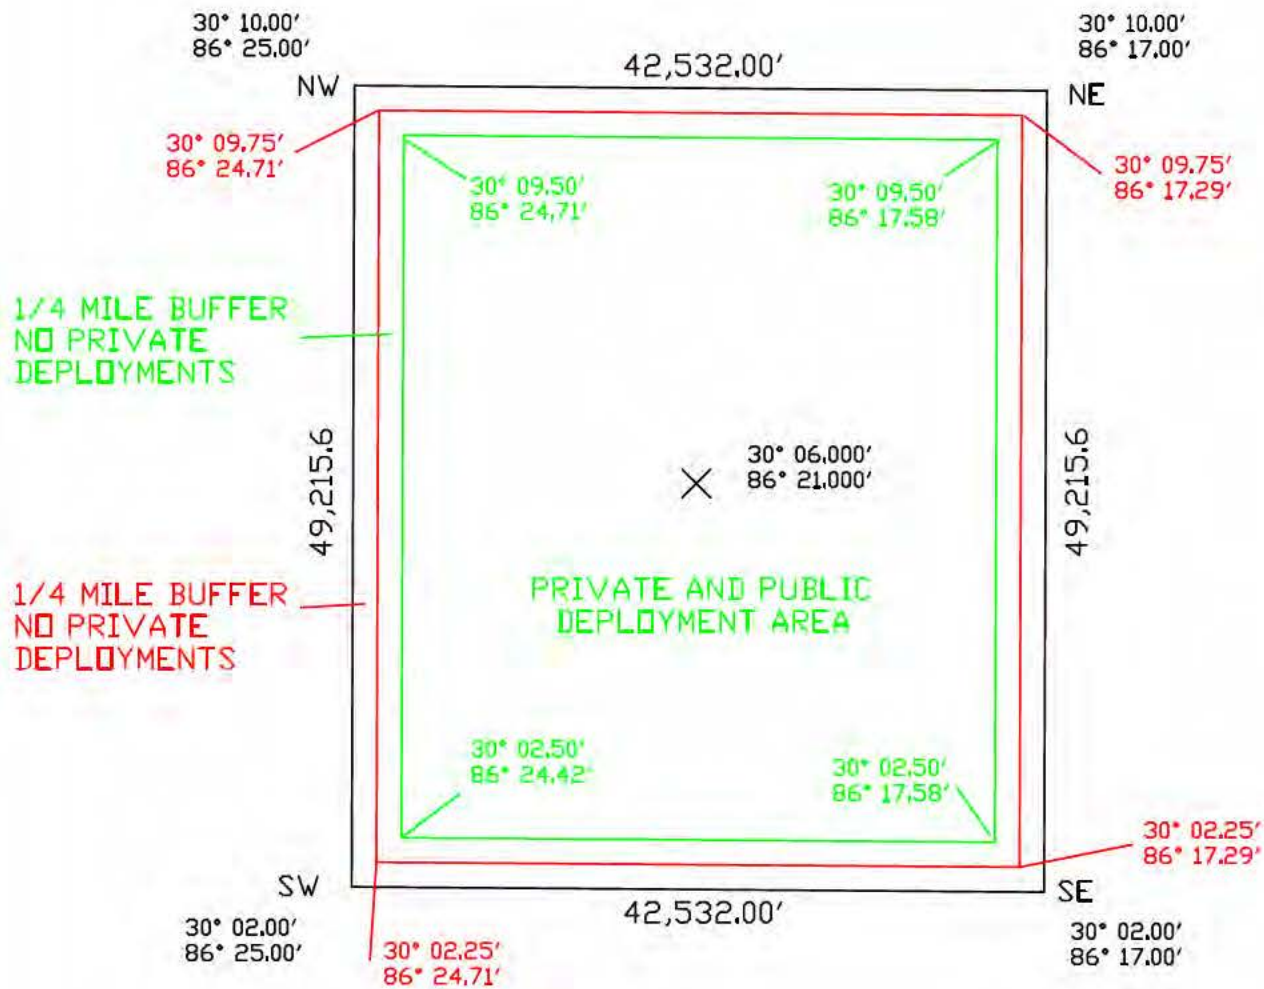 30° 10.00'
86° 25.00'
30° 10.00'
86° 17.00'
42,532.00'
NW
NE
30° 09.75'
86° 24.71'
30° 09.75'
86° 17.29'
30° 09.50'
86° 24.71'
30° 09.50'
86° 17.58'
1/4 MILE BUFFER
NO PRIVATE
DEPLOYMENTS
49,215.6
30° 06.000'
86° 21.000'
49,215.6
1/4 MILE BUFFER
NO PRIVATE
DEPLOYMENTS
PRIVATE AND PUBLIC
DEPLOYMENT AREA
30° 02.50'
86° 24.42'
30° 02.50'
86° 17.58'
30° 02.25'
86° 17.29'
SW
SE
42,532.00'
30° 02.00'
86° 25.00'
30° 02.25'
86° 24.71'
30° 02.00'
86° 17.00'